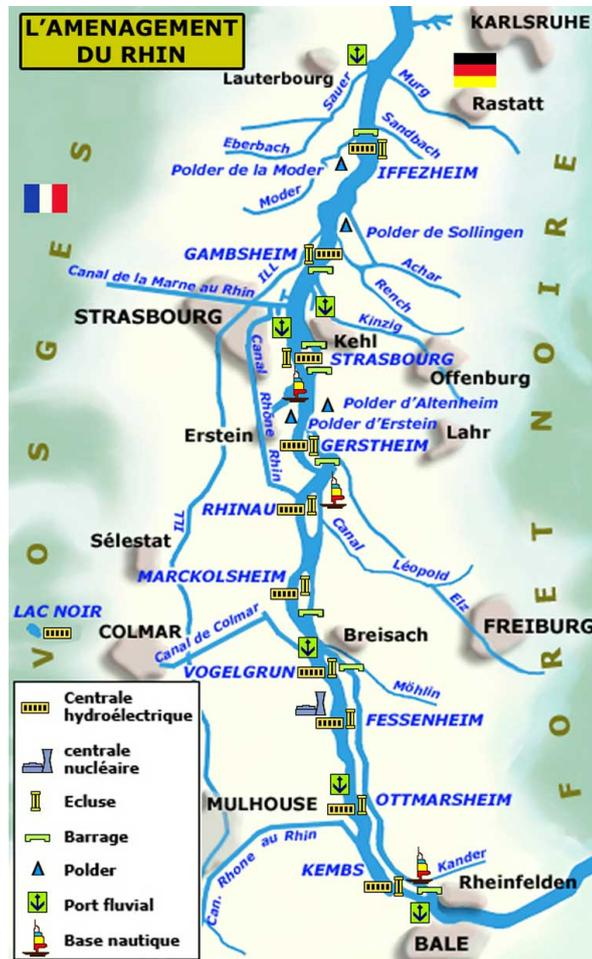 L'AMENAGEMENT
DU RHIN
KARLSRUHE
Lauterbourg
Sauer
Murg
Rastatt
Eberbach
Sandbach
Polder de la Moder
IFFEZHEIM
Moder
Polder de Sollingen
GAMBSHEIM
ILL
Achar
Canal de la Marne au Rhin
Rench
STRASBOURG
Kinzig
Kehl
STRASBOURG
Offenburg
Canal Rhône Rhin
Polder d'Altenheim
Polder d'Erstein
Erstein
GERSTHEIM
Lahr
RHINAU
ILL
Canal Léopold
Sélestat
Elz
MARCKOLSHEIM
LAC NOIR
COLMAR
Canal de Colmar
Breisach
FREIBURG
VOGELGRUN
Möhlin
FESSENHEIM
MULHOUSE
OTTMARSHEIM
Can. Rhone au Rhin
KEMBS
Kander
Rheinfelden
BALE
VOSGES
FORET NOIRE
Centrale
hydroélectrique
centrale
nucléaire
Ecluse
Barrage
Polder
Port fluvial
Base nautique